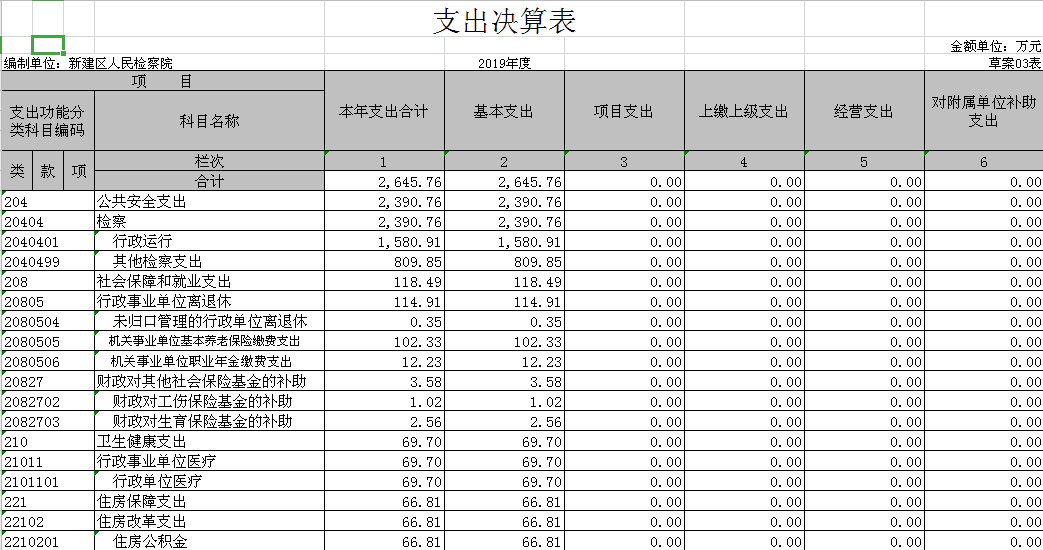 支出决算表
金额单位：万元
编制单位：新建区人民检察院 2019年度 草案03表
项 目 本年支出合计 基本支出 项目支出 上缴上级支出 经营支出 对附属单位补助支出
支出功能分类科目编码 科目名称
类 款 项 栏次 1 2 3 4 5 6
合计 2,645.76 2,645.76 0.00 0.00 0.00 0.00
204 公共安全支出 2,390.76 2,390.76 0.00 0.00 0.00 0.00
20404 检察 2,390.76 2,390.76 0.00 0.00 0.00 0.00
2040401 行政运行 1,580.91 1,580.91 0.00 0.00 0.00 0.00
2040499 其他检察支出 809.85 809.85 0.00 0.00 0.00 0.00
208 社会保障和就业支出 118.49 118.49 0.00 0.00 0.00 0.00
20805 行政事业单位离退休 114.91 114.91 0.00 0.00 0.00 0.00
2080504 未归口管理的行政单位离退休 0.35 0.35 0.00 0.00 0.00 0.00
2080505 机关事业单位基本养老保险缴费支出 102.33 102.33 0.00 0.00 0.00 0.00
2080506 机关事业单位职业年金缴费支出 12.23 12.23 0.00 0.00 0.00 0.00
20827 财政对其他社会保险基金的补助 3.58 3.58 0.00 0.00 0.00 0.00
2082702 财政对工伤保险基金的补助 1.02 1.02 0.00 0.00 0.00 0.00
2082703 财政对生育保险基金的补助 2.56 2.56 0.00 0.00 0.00 0.00
210 卫生健康支出 69.70 69.70 0.00 0.00 0.00 0.00
21011 行政事业单位医疗 69.70 69.70 0.00 0.00 0.00 0.00
2101101 行政单位医疗 69.70 69.70 0.00 0.00 0.00 0.00
221 住房保障支出 66.81 66.81 0.00 0.00 0.00 0.00
22102 住房改革支出 66.81 66.81 0.00 0.00 0.00 0.00
2210201 住房公积金 66.81 66.81 0.00 0.00 0.00 0.00